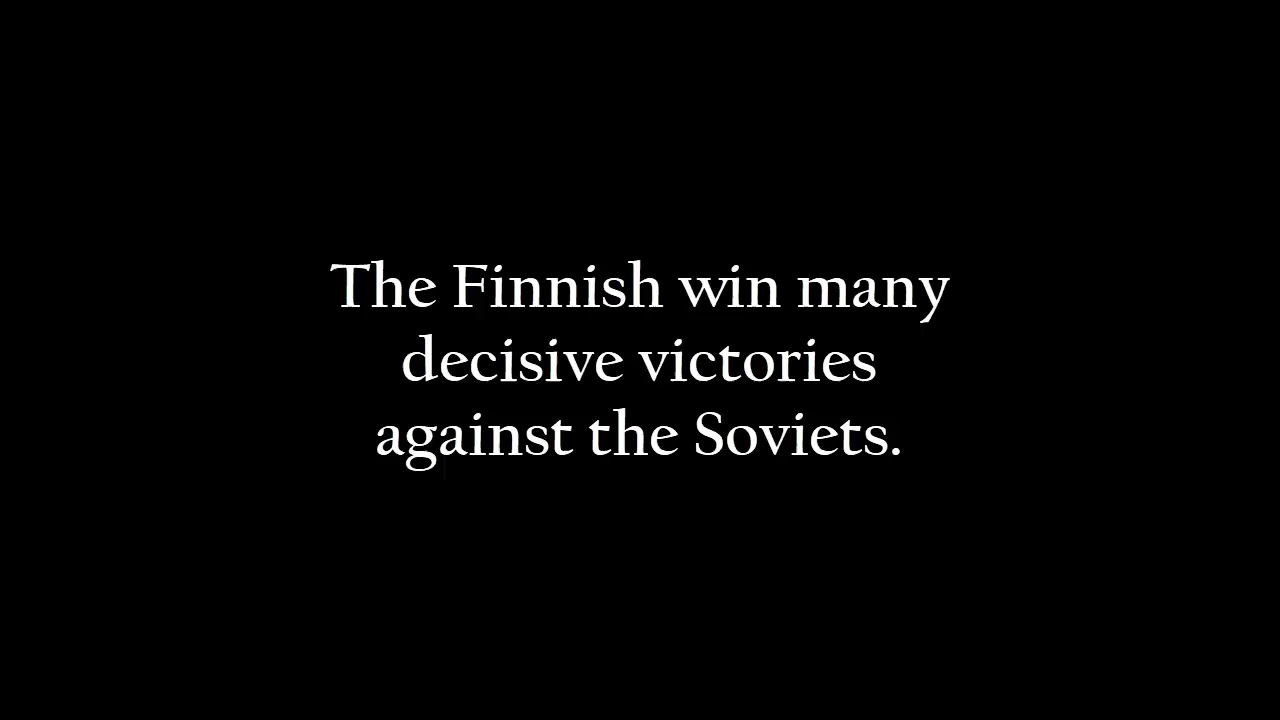 The Finnish win many
decisive victories
against the Soviets.